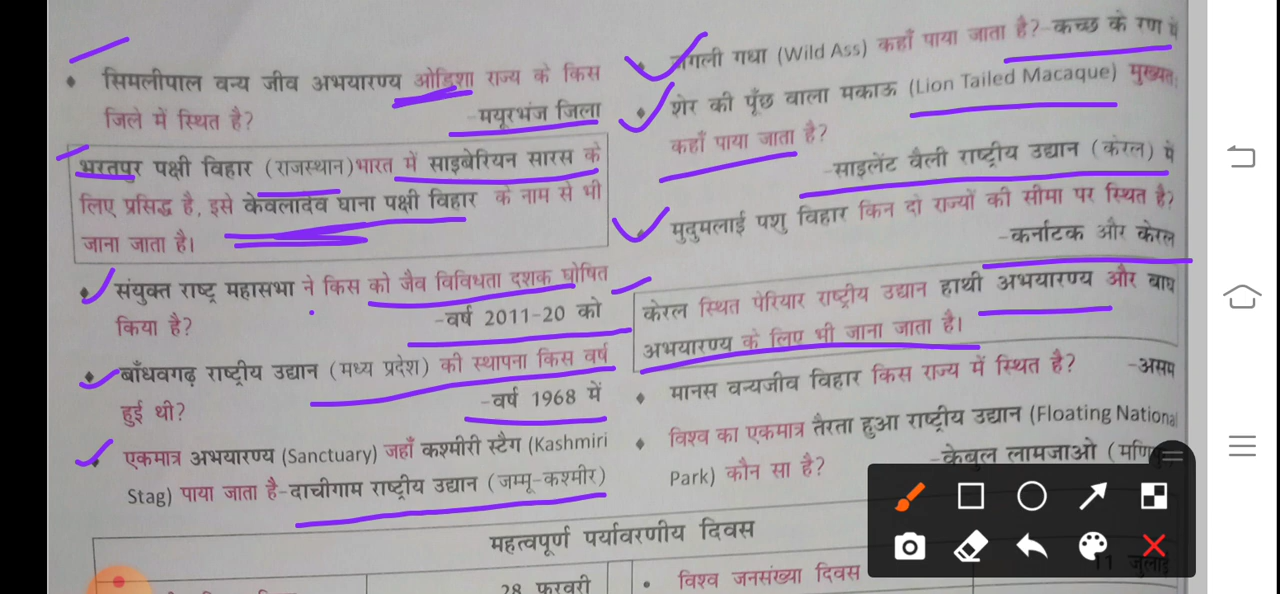 सिमलीपाल वन्य जीव अभयारण्य ओडिशा राज्य के किस
जिले में स्थित है?
-मयूरभंज जिला
भरतपुर पक्षी विहार (राजस्थान)भारत में साइबेरियन सारस के
लिए प्रसिद्ध है, इसे केवलादेव घाना पक्षी विहार के नाम से भी
जाना जाता है।
संयुक्त राष्ट्र महासभा ने किस को जैव विविधता दशक घोषित
किया है?
-वर्ष 2011-20 को
बाँधवगढ़ राष्ट्रीय उद्यान (मध्य प्रदेश) की स्थापना किस वर्ष
हुई थी?
-वर्ष 1968 में
एकमात्र अभयारण्य (Sanctuary) जहाँ कश्मीरी स्टैग (Kashmiri
Stag) पाया जाता है-दाचीगाम राष्ट्रीय उद्यान (जम्मू-कश्मीर)
गधा (Wild Ass) कहाँ पाया जाता है?-कच्छ के रण में
शेर की पूँछ वाला मकाऊ (Lion Tailed Macaque) मुख्यतः
कहाँ पाया जाता है?
-साइलेंट वैली राष्ट्रीय उद्यान (केरल) में
मुदुमलाई पशु विहार किन दो राज्यों की सीमा पर स्थित है?
-कर्नाटक और केरल
केरल स्थित पेरियार राष्ट्रीय उद्यान हाथी अभयारण्य और बाघ
अभयारण्य के लिए भी जाना जाता है।
मानस वन्यजीव विहार किस राज्य में स्थित है? -असम
विश्व का एकमात्र तैरता हुआ राष्ट्रीय उद्यान (Floating National
Park) कौन सा है?
-केबुल लामजाओ
महत्वपूर्ण पर्यावरणीय दिवस
28 फरवरी
विश्व जनसंख्या दिवस
11 जुलाई